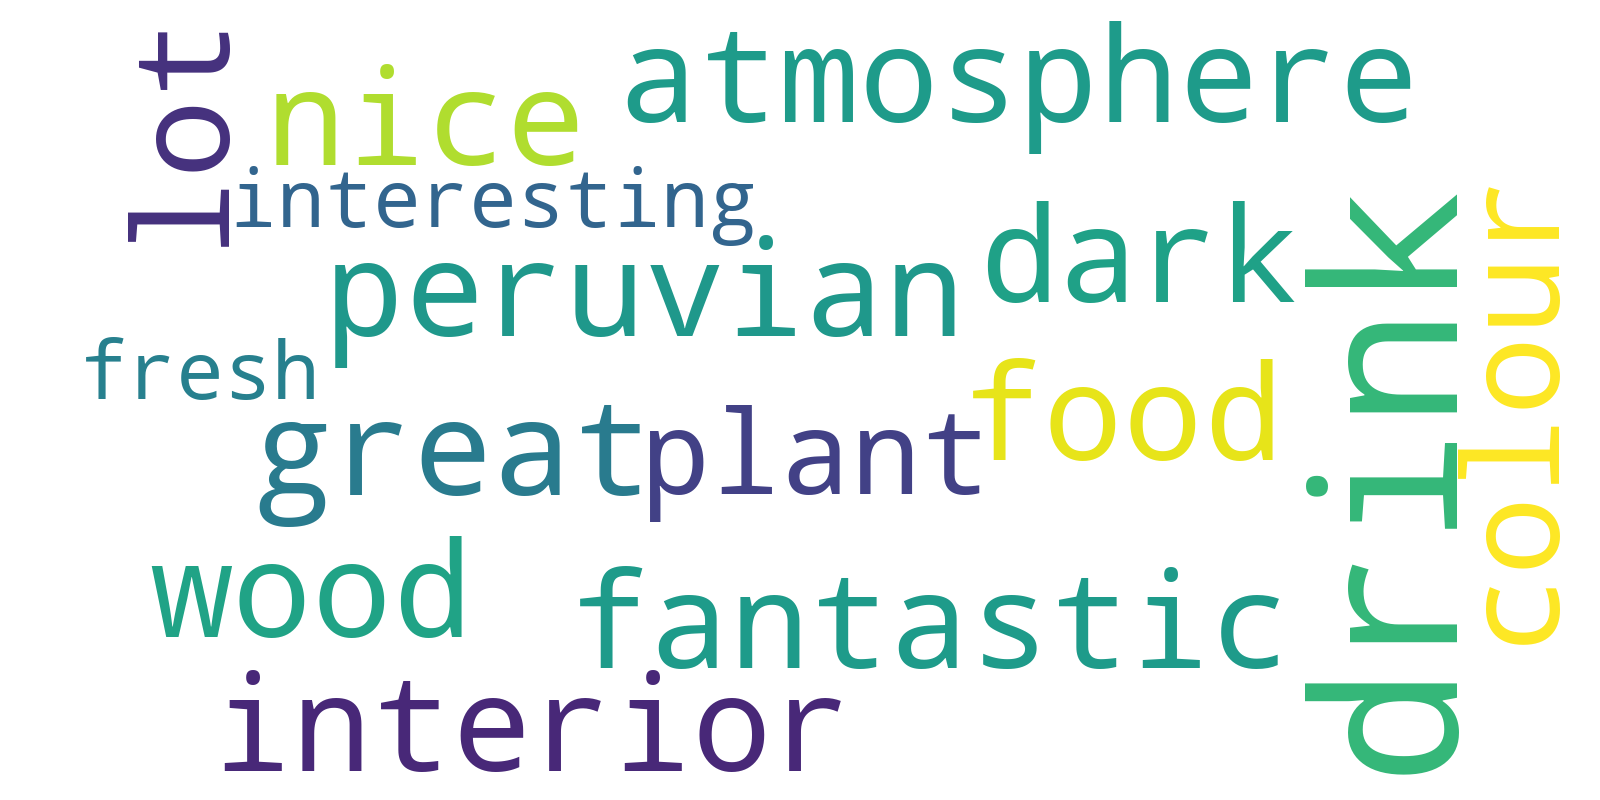 lot
nice
atmosphere
interesting
peruvian
dark
drink
colour
fresh
food
great
plant
wood
fantastic
interior